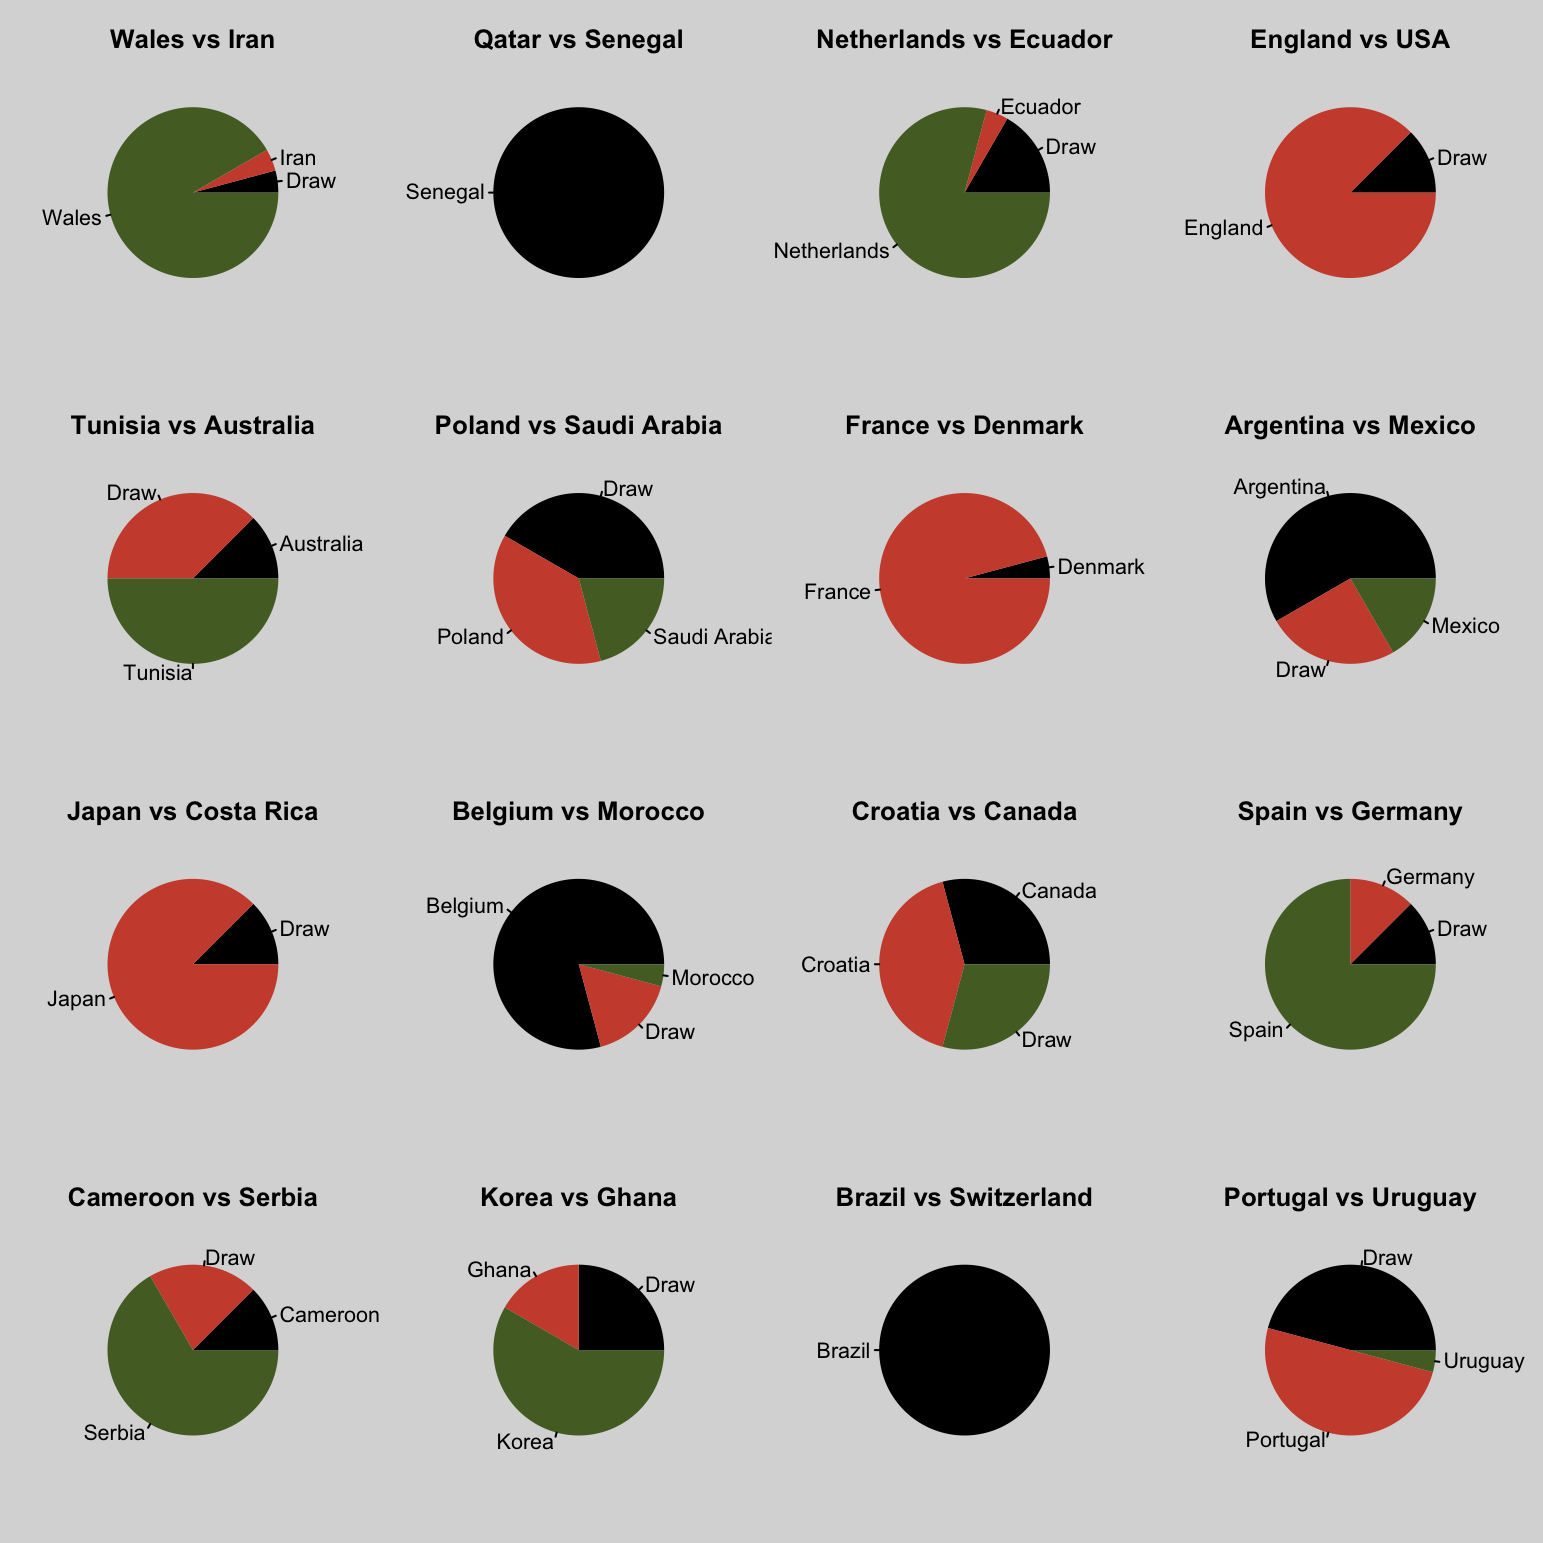 Wales vs Iran
Iran
Draw
Wales
Qatar vs Senegal
Senegal
Netherlands vs Ecuador
Ecuador
Draw
Netherlands
England vs USA
Draw
England
Tunisia vs Australia
Draw
Australia
Tunisia
Poland vs Saudi Arabia
Draw
Poland
Saudi Arabia
France vs Denmark
Denmark
France
Argentina vs Mexico
Argentina
Mexico
Draw
Japan vs Costa Rica
Draw
Japan
Belgium vs Morocco
Belgium
Morocco
Draw
Croatia vs Canada
Canada
Croatia
Draw
Spain vs Germany
Germany
Draw
Spain
Cameroon vs Serbia
Draw
Cameroon
Serbia
Korea vs Ghana
Ghana
Draw
Korea
Brazil vs Switzerland
Brazil
Portugal vs Uruguay
Draw
Uruguay
Portugal